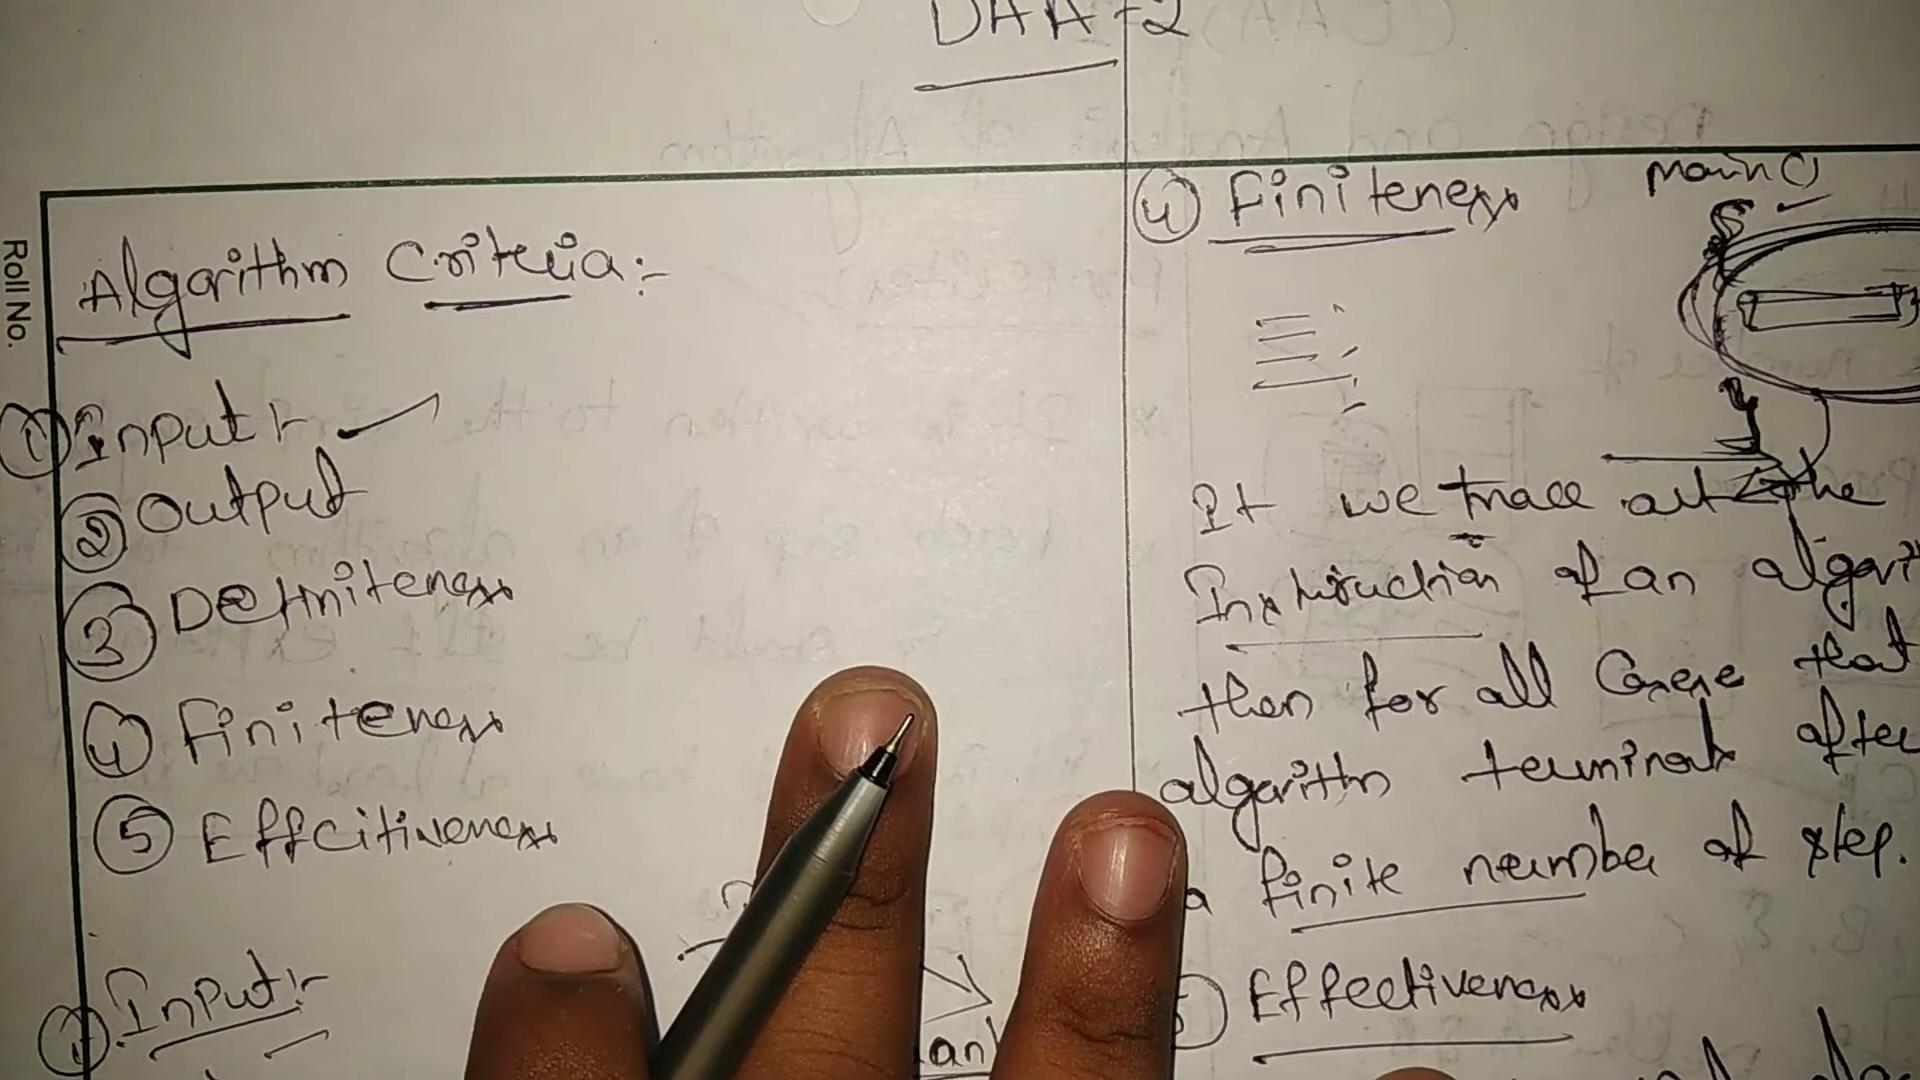 DAA-2
Roll No.
Algorithm Criteria:-
① Input :-
② Output
③ Definiteness
④ Finiteness
⑤ Effcitiveness
① Input :-
④ Finiteness
main()
If we trace out the
Instruction of an
then for all that
algorithm terminate after
a finite number of step.
Effectiveness